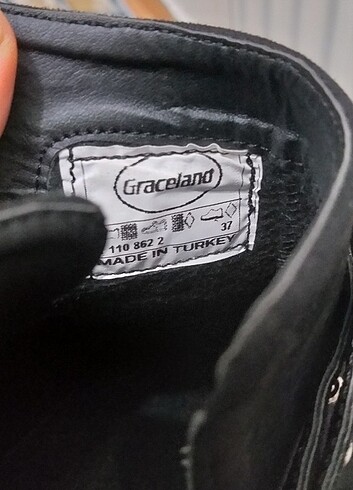 Graceland
110 862 2 37
MADE IN TURKEY